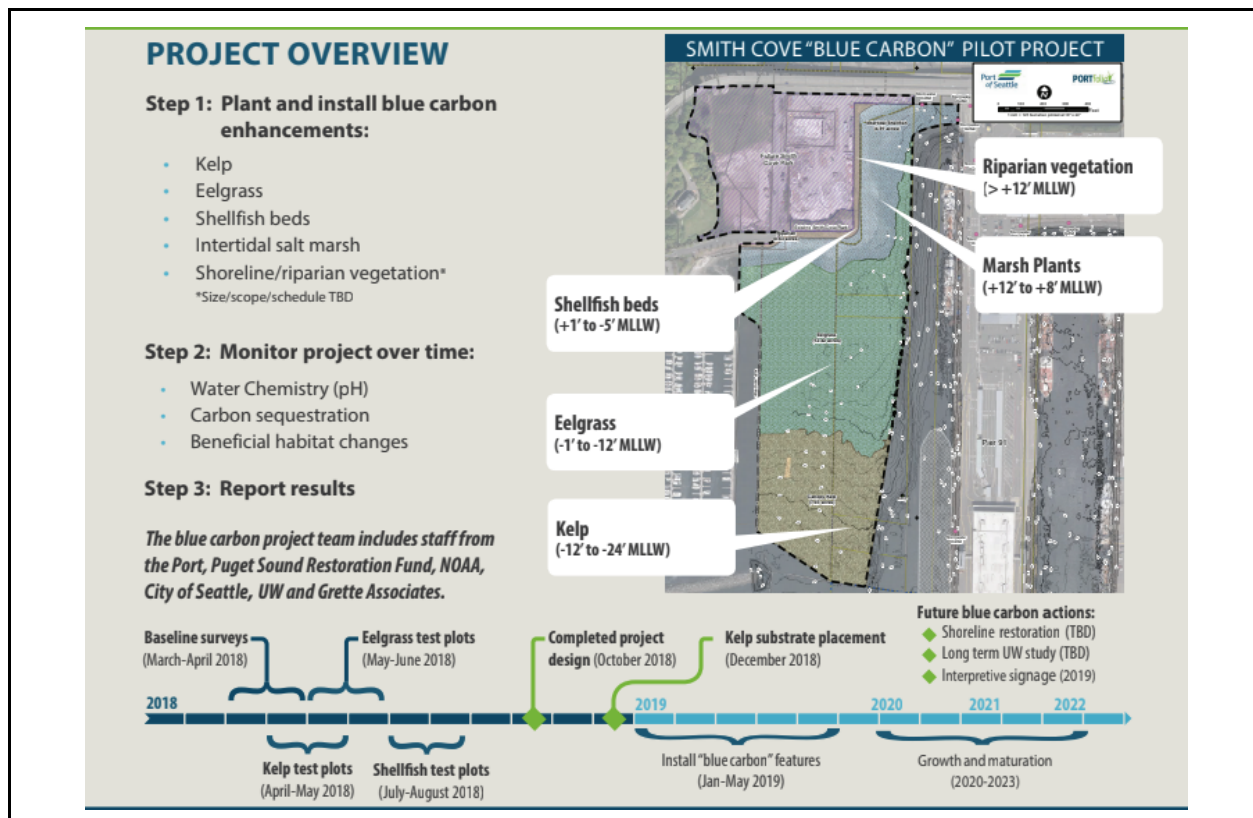 PROJECT OVERVIEW
Step 1: Plant and install blue carbon
enhancements:
• Kelp
• Eelgrass
• Shellfish beds
• Intertidal salt marsh
• Shoreline/riparian vegetation*
*Size/scope/schedule TBD
Step 2: Monitor project over time:
• Water Chemistry (pH)
• Carbon sequestration
• Beneficial habitat changes
Step 3: Report results
The blue carbon project team includes staff from
the Port, Puget Sound Restoration Fund, NOAA,
City of Seattle, UW and Grette Associates.
SMITH COVE “BLUE CARBON” PILOT PROJECT
Port
of Seattle
Riparian vegetation
(> +12’ MLLW)
Marsh Plants
(+12’ to +8’ MLLW)
Shellfish beds
(+1’ to -5’ MLLW)
Eelgrass
(-1’ to -12’ MLLW)
Kelp
(-12’ to -24’ MLLW)
Pier 91
Baseline surveys
(March-April 2018)
Eelgrass test plots
(May-June 2018)
Completed project
design (October 2018)
Kelp substrate placement
(December 2018)
Future blue carbon actions:
Shoreline restoration (TBD)
Long term UW study (TBD)
Interpretive signage (2019)
2018
2019
2020
2021
2022
Kelp test plots
(April-May 2018)
Shellfish test plots
(July-August 2018)
Install “blue carbon” features
(Jan-May 2019)
Growth and maturation
(2020-2023)